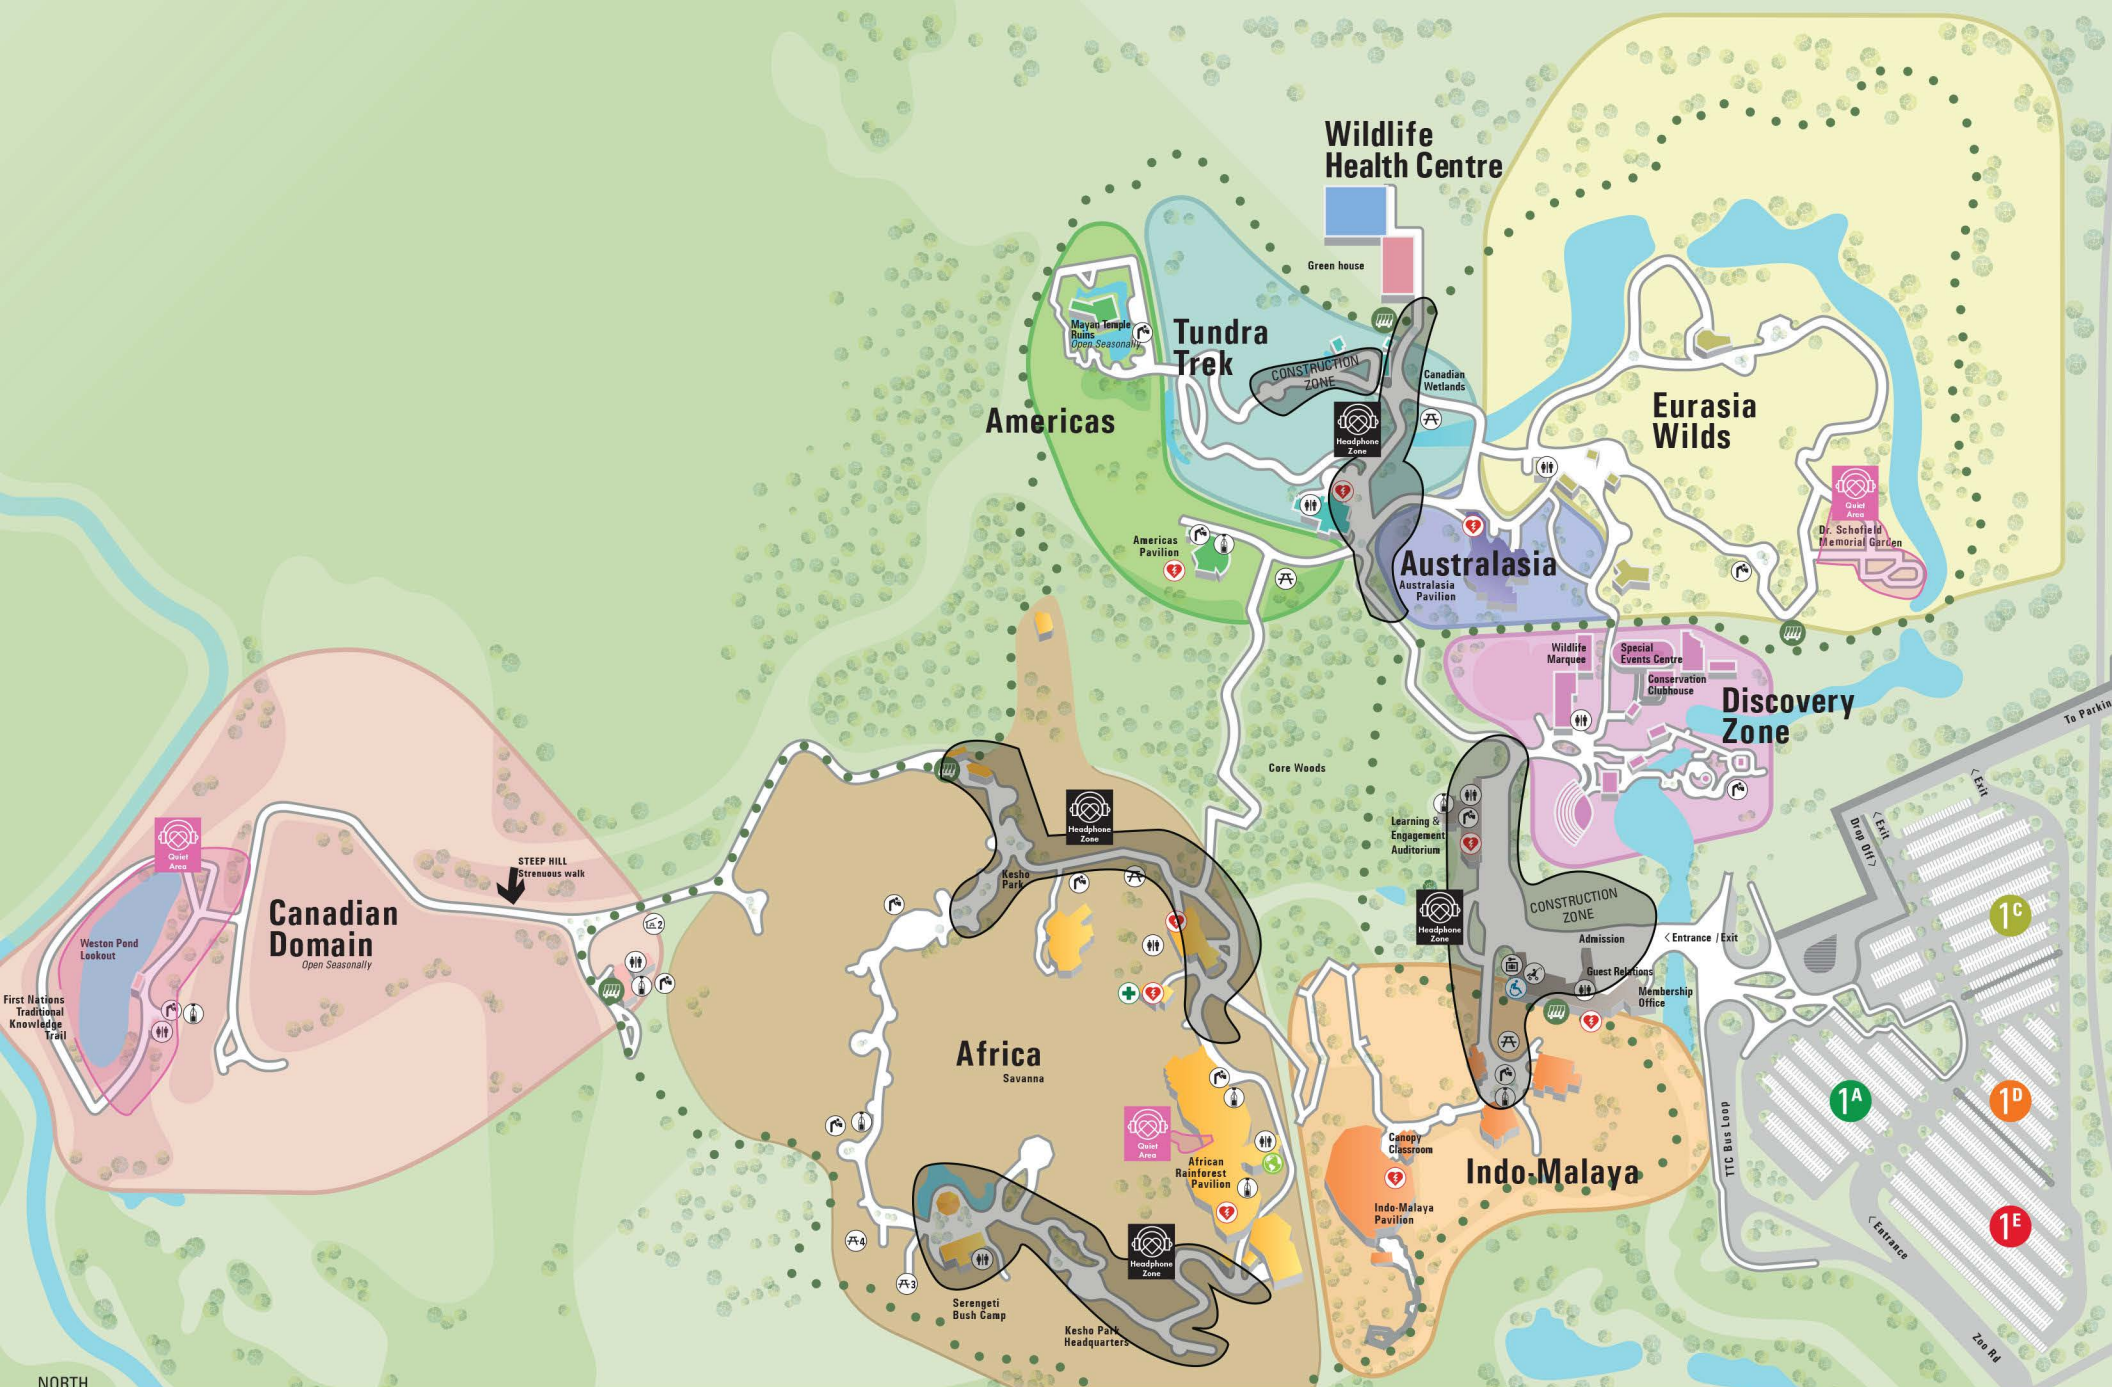 Wildlife
Health Centre
Green house
Mayan Temple
Ruins
Open Seasonally
Tundra
Trek
CONSTRUCTION
ZONE
Canadian
Wetlands
Headphone
Zone
Americas
Eurasia
Wilds
Quiet
Area
Dr. Schofield
Memorial Garden
Americas
Pavilion
Australasia
Australasia
Pavilion
Wildlife
Marquee
Special
Events Centre
Conservation
Clubhouse
Discovery
Zone
To Parkin
Core Woods
< Exit
< Exit
Drop Off >
Learning &
Engagement
Auditorium
Headphone
Zone
Kesho
Park
STEEP HILL
Strenuous walk
Quiet
Area
Canadian
Domain
Open Seasonally
Weston Pond
Lookout
First Nations
Traditional
Knowledge
Trail
2
Headphone
Zone
CONSTRUCTION
ZONE
Admission
< Entrance / Exit
Guest Relations
Membership
Office
1C
Africa
Savanna
1A
1D
TTC Bus Loop
Quiet
Area
African
Rainforest
Pavilion
Canopy
Classroom
Indo-Malaya
Indo-Malaya
Pavilion
1E
< Entrance
4
3
Headphone
Zone
Serengeti
Bush Camp
Kesho Park
Headquarters
Zoo Rd
NORTH